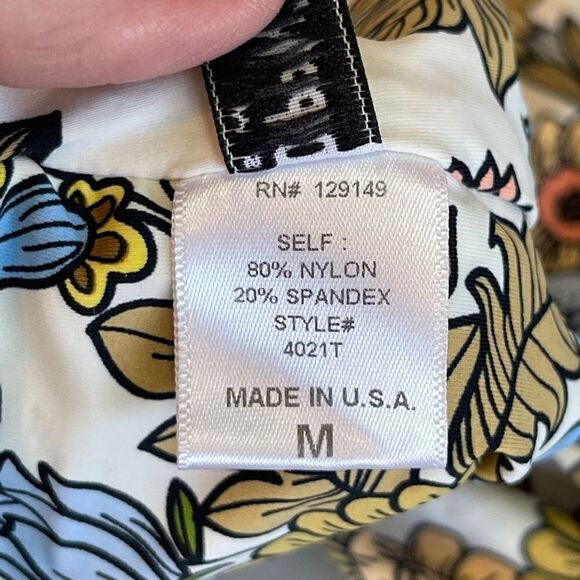 RN# 129149
SELF :
80% NYLON
20% SPANDEX
STYLE#
4021T
MADE IN U.S.A.
M